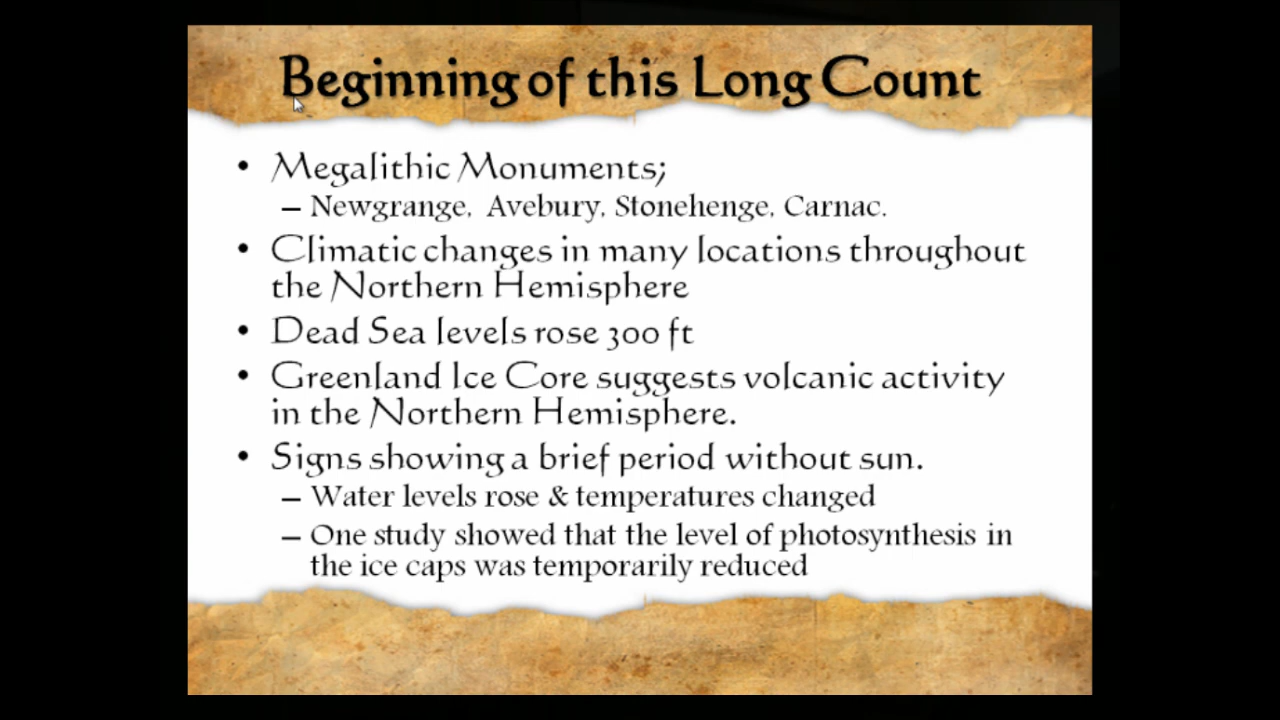 Beginning of this Long Count
• Megalithic Monuments;
– Newgrange, Avebury, Stonehenge, Carnac.
• Climatic changes in many locations throughout
the Northern Hemisphere
• Dead Sea levels rose 300 ft
• Greenland Ice Core suggests volcanic activity
in the Northern Hemisphere.
• Signs showing a brief period without sun.
– Water levels rose & temperatures changed
– One study showed that the level of photosynthesis in
the ice caps was temporarily reduced